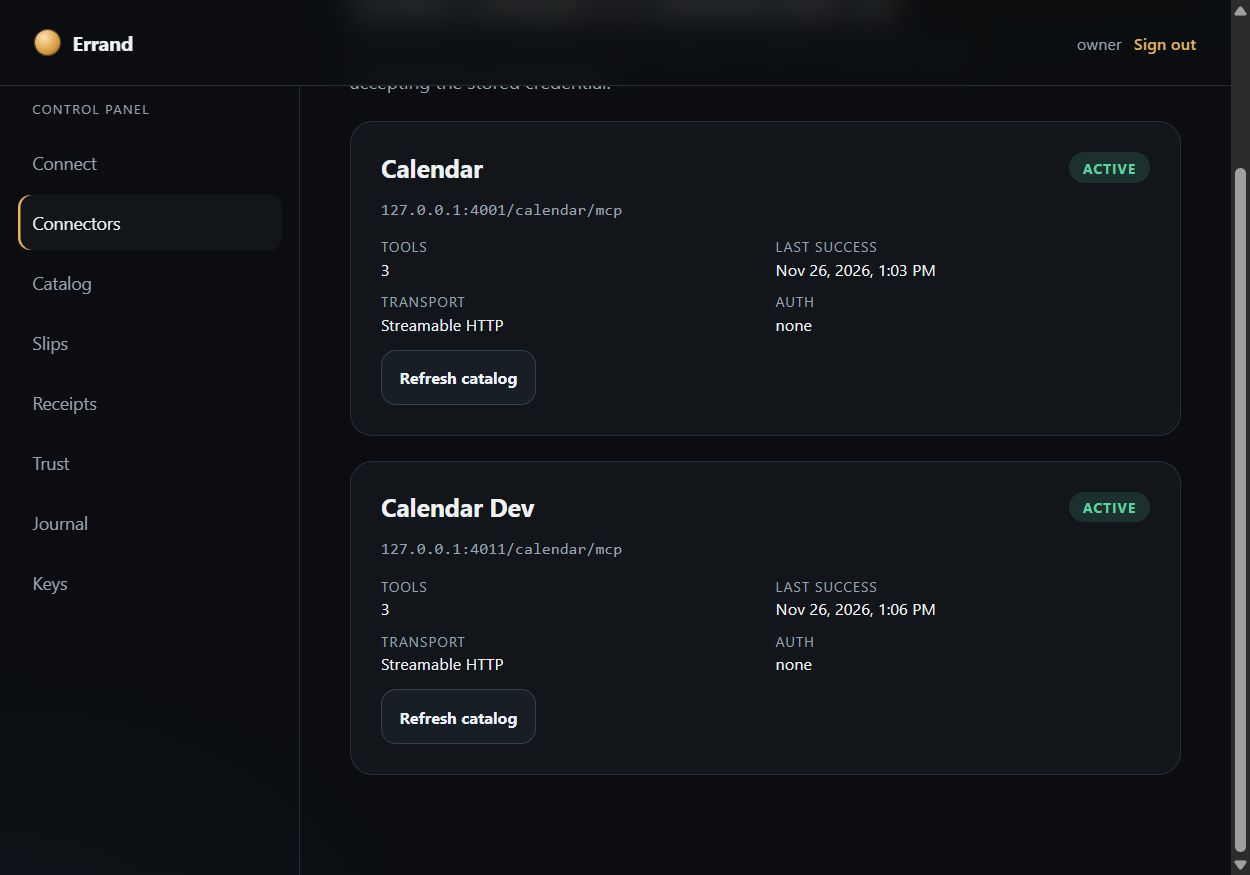 Errand
owner Sign out
CONTROL PANEL
Connect
Connectors
Catalog
Slips
Receipts
Trust
Journal
Keys
accepting the stored credential.
Calendar
ACTIVE
127.0.0.1:4001/calendar/mcp
TOOLS
3
LAST SUCCESS
Nov 26, 2026, 1:03 PM
TRANSPORT
Streamable HTTP
AUTH
none
Refresh catalog
Calendar Dev
ACTIVE
127.0.0.1:4011/calendar/mcp
TOOLS
3
LAST SUCCESS
Nov 26, 2026, 1:06 PM
TRANSPORT
Streamable HTTP
AUTH
none
Refresh catalog